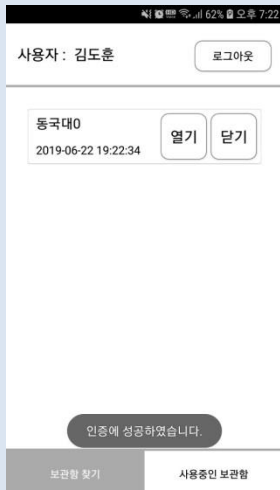 62% 오후 7:22
사용자 : 김도훈
로그아웃
동국대0
2019-06-22 19:22:34
열기
닫기
인증에 성공하였습니다.
보관함 찾기
사용중인 보관함